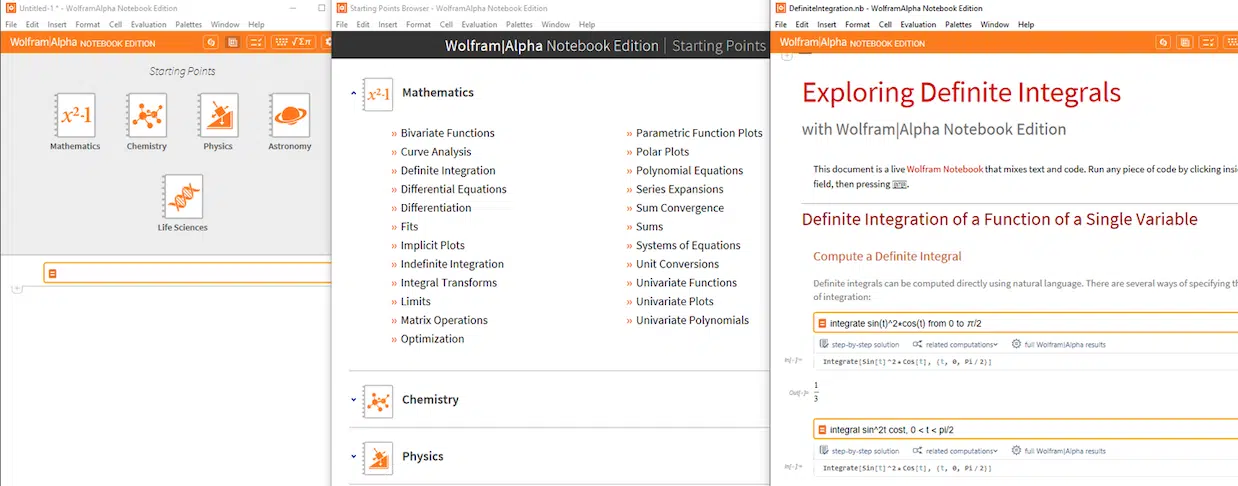 Untitled-1 * - Wolfram|Alpha Notebook Edition
File Edit Insert Format Cell Evaluation Palettes Window Help
Wolfram|Alpha NOTEBOOK EDITION
Starting Points
Mathematics
Chemistry
Physics
Astronomy
Life Sciences
Starting Points Browser - Wolfram|Alpha Notebook Edition
File Edit Insert Format Cell Evaluation Palettes Window Help
Wolfram|Alpha Notebook Edition | Starting Points
x²-1 Mathematics
» Bivariate Functions
» Curve Analysis
» Definite Integration
» Differential Equations
» Differentiation
» Fits
» Implicit Plots
» Indefinite Integration
» Integral Transforms
» Limits
» Matrix Operations
» Optimization
» Parametric Function Plots
» Polar Plots
» Polynomial Equations
» Series Expansions
» Sum Convergence
» Sums
» Systems of Equations
» Unit Conversions
» Univariate Functions
» Univariate Plots
» Univariate Polynomials
Chemistry
Physics
DefiniteIntegration.nb - Wolfram|Alpha Notebook Edition
File Edit Insert Format Cell Evaluation Palettes Window Help
Wolfram|Alpha NOTEBOOK EDITION
Exploring Definite Integrals
with Wolfram|Alpha Notebook Edition
This document is a live Wolfram Notebook that mixes text and code. Run any piece of code by clicking insi
field, then pressing
Definite Integration of a Function of a Single Variable
Compute a Definite Integral
Definite integrals can be computed directly using natural language. There are several ways of specifying th
of integration:
integrate sin(t)^2*cos(t) from 0 to π/2
step-by-step solution related computations full Wolfram|Alpha results
In[-]:= Integrate[Sin[t]^2*Cos[t], {t, 0, Pi/2}]
Out[-]= 1/3
integral sin^2t cost, 0 < t < pi/2
step-by-step solution related computations full Wolfram|Alpha results
In[-]:= Integrate[Sin[t]^2*Cos[t], {t, 0, Pi/2}]